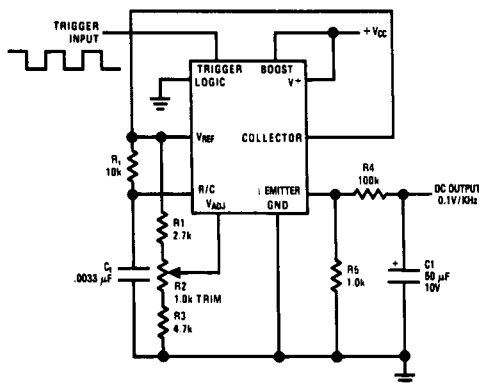 TRIGGER
INPUT
+VCC
TRIGGER
BOOST
LOGIC
V+
VREF
COLLECTOR
Rt
10k
R/C
EMITTER
VADJ
GND
R4
100k
DC OUTPUT
0.1V/KHz
R1
2.7k
Ct
.0033 μF
R2
1.0k TRIM
R5
1.0k
+
C1
50 μF
10V
R3
4.7k